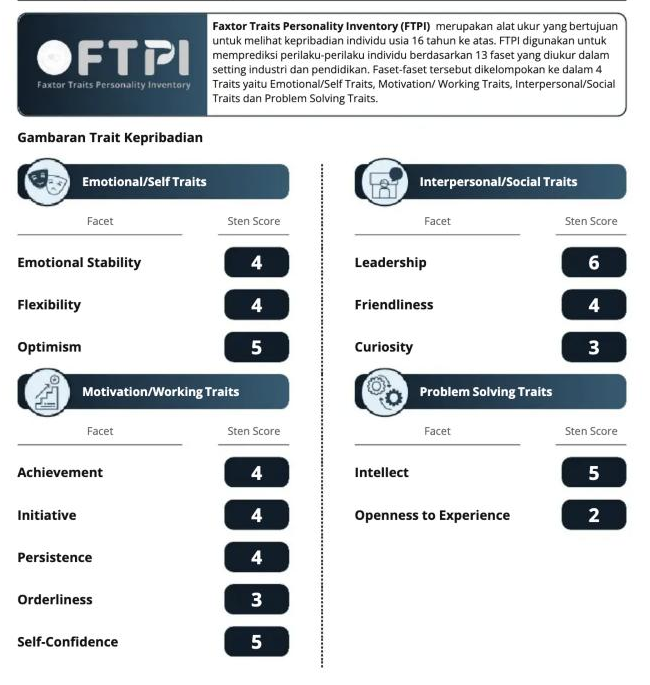 FTPI
Faxtor Traits Personality Inventory
Faxtor Traits Personality Inventory (FTPI) merupakan alat ukur yang bertujuan
untuk melihat kepribadian individu usia 16 tahun ke atas. FTPI digunakan untuk
memprediksi perilaku-perilaku individu berdasarkan 13 faset yang diukur dalam
setting industri dan pendidikan. Faset-faset tersebut dikelompokan ke dalam 4
Traits yaitu Emotional/Self Traits, Motivation/ Working Traits, Interpersonal/Social
Traits dan Problem Solving Traits.
Gambaran Trait Kepribadian
Emotional/Self Traits
Facet Sten Score
Emotional Stability 4
Flexibility 4
Optimism 5
Motivation/Working Traits
Facet Sten Score
Achievement 4
Initiative 4
Persistence 4
Orderliness 3
Self-Confidence 5
Interpersonal/Social Traits
Facet Sten Score
Leadership 6
Friendliness 4
Curiosity 3
Problem Solving Traits
Facet Sten Score
Intellect 5
Openness to Experience 2